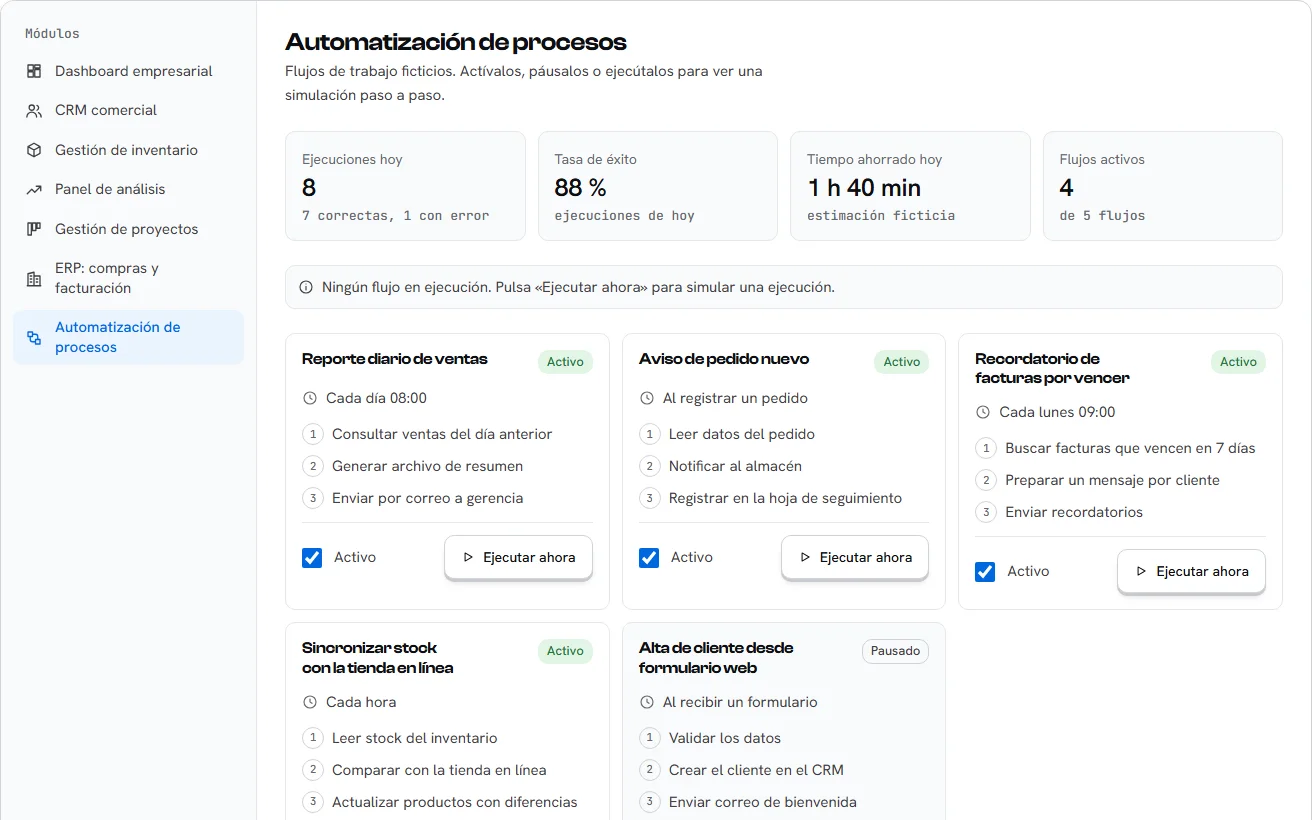 Módulos
Dashboard empresarial
CRM comercial
Gestión de inventario
Panel de análisis
Gestión de proyectos
ERP: compras y
facturación
Automatización de
procesos
Automatización de procesos
Flujos de trabajo ficticios. Actívalos, páusalos o ejecútalos para ver una
simulación paso a paso.
Ejecuciones hoy
8
7 correctas, 1 con error
Tasa de éxito
88 %
ejecuciones de hoy
Tiempo ahorrado hoy
1 h 40 min
estimación ficticia
Flujos activos
4
de 5 flujos
Ningún flujo en ejecución. Pulsa «Ejecutar ahora» para simular una ejecución.
Reporte diario de ventas
Activo
Cada día 08:00
1 Consultar ventas del día anterior
2 Generar archivo de resumen
3 Enviar por correo a gerencia
Activo
Ejecutar ahora
Aviso de pedido nuevo
Activo
Al registrar un pedido
1 Leer datos del pedido
2 Notificar al almacén
3 Registrar en la hoja de seguimiento
Activo
Ejecutar ahora
Recordatorio de
facturas por vencer
Activo
Cada lunes 09:00
1 Buscar facturas que vencen en 7 días
2 Preparar un mensaje por cliente
3 Enviar recordatorios
Activo
Ejecutar ahora
Sincronizar stock
con la tienda en línea
Activo
Cada hora
1 Leer stock del inventario
2 Comparar con la tienda en línea
3 Actualizar productos con diferencias
Alta de cliente desde
formulario web
Pausado
Al recibir un formulario
1 Validar los datos
2 Crear el cliente en el CRM
3 Enviar correo de bienvenida